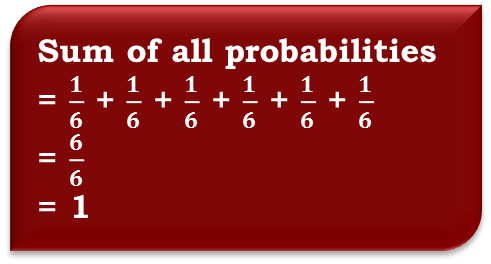 Sum of all probabilities
= 1/6 + 1/6 + 1/6 + 1/6 + 1/6 + 1/6
= 6/6
= 1